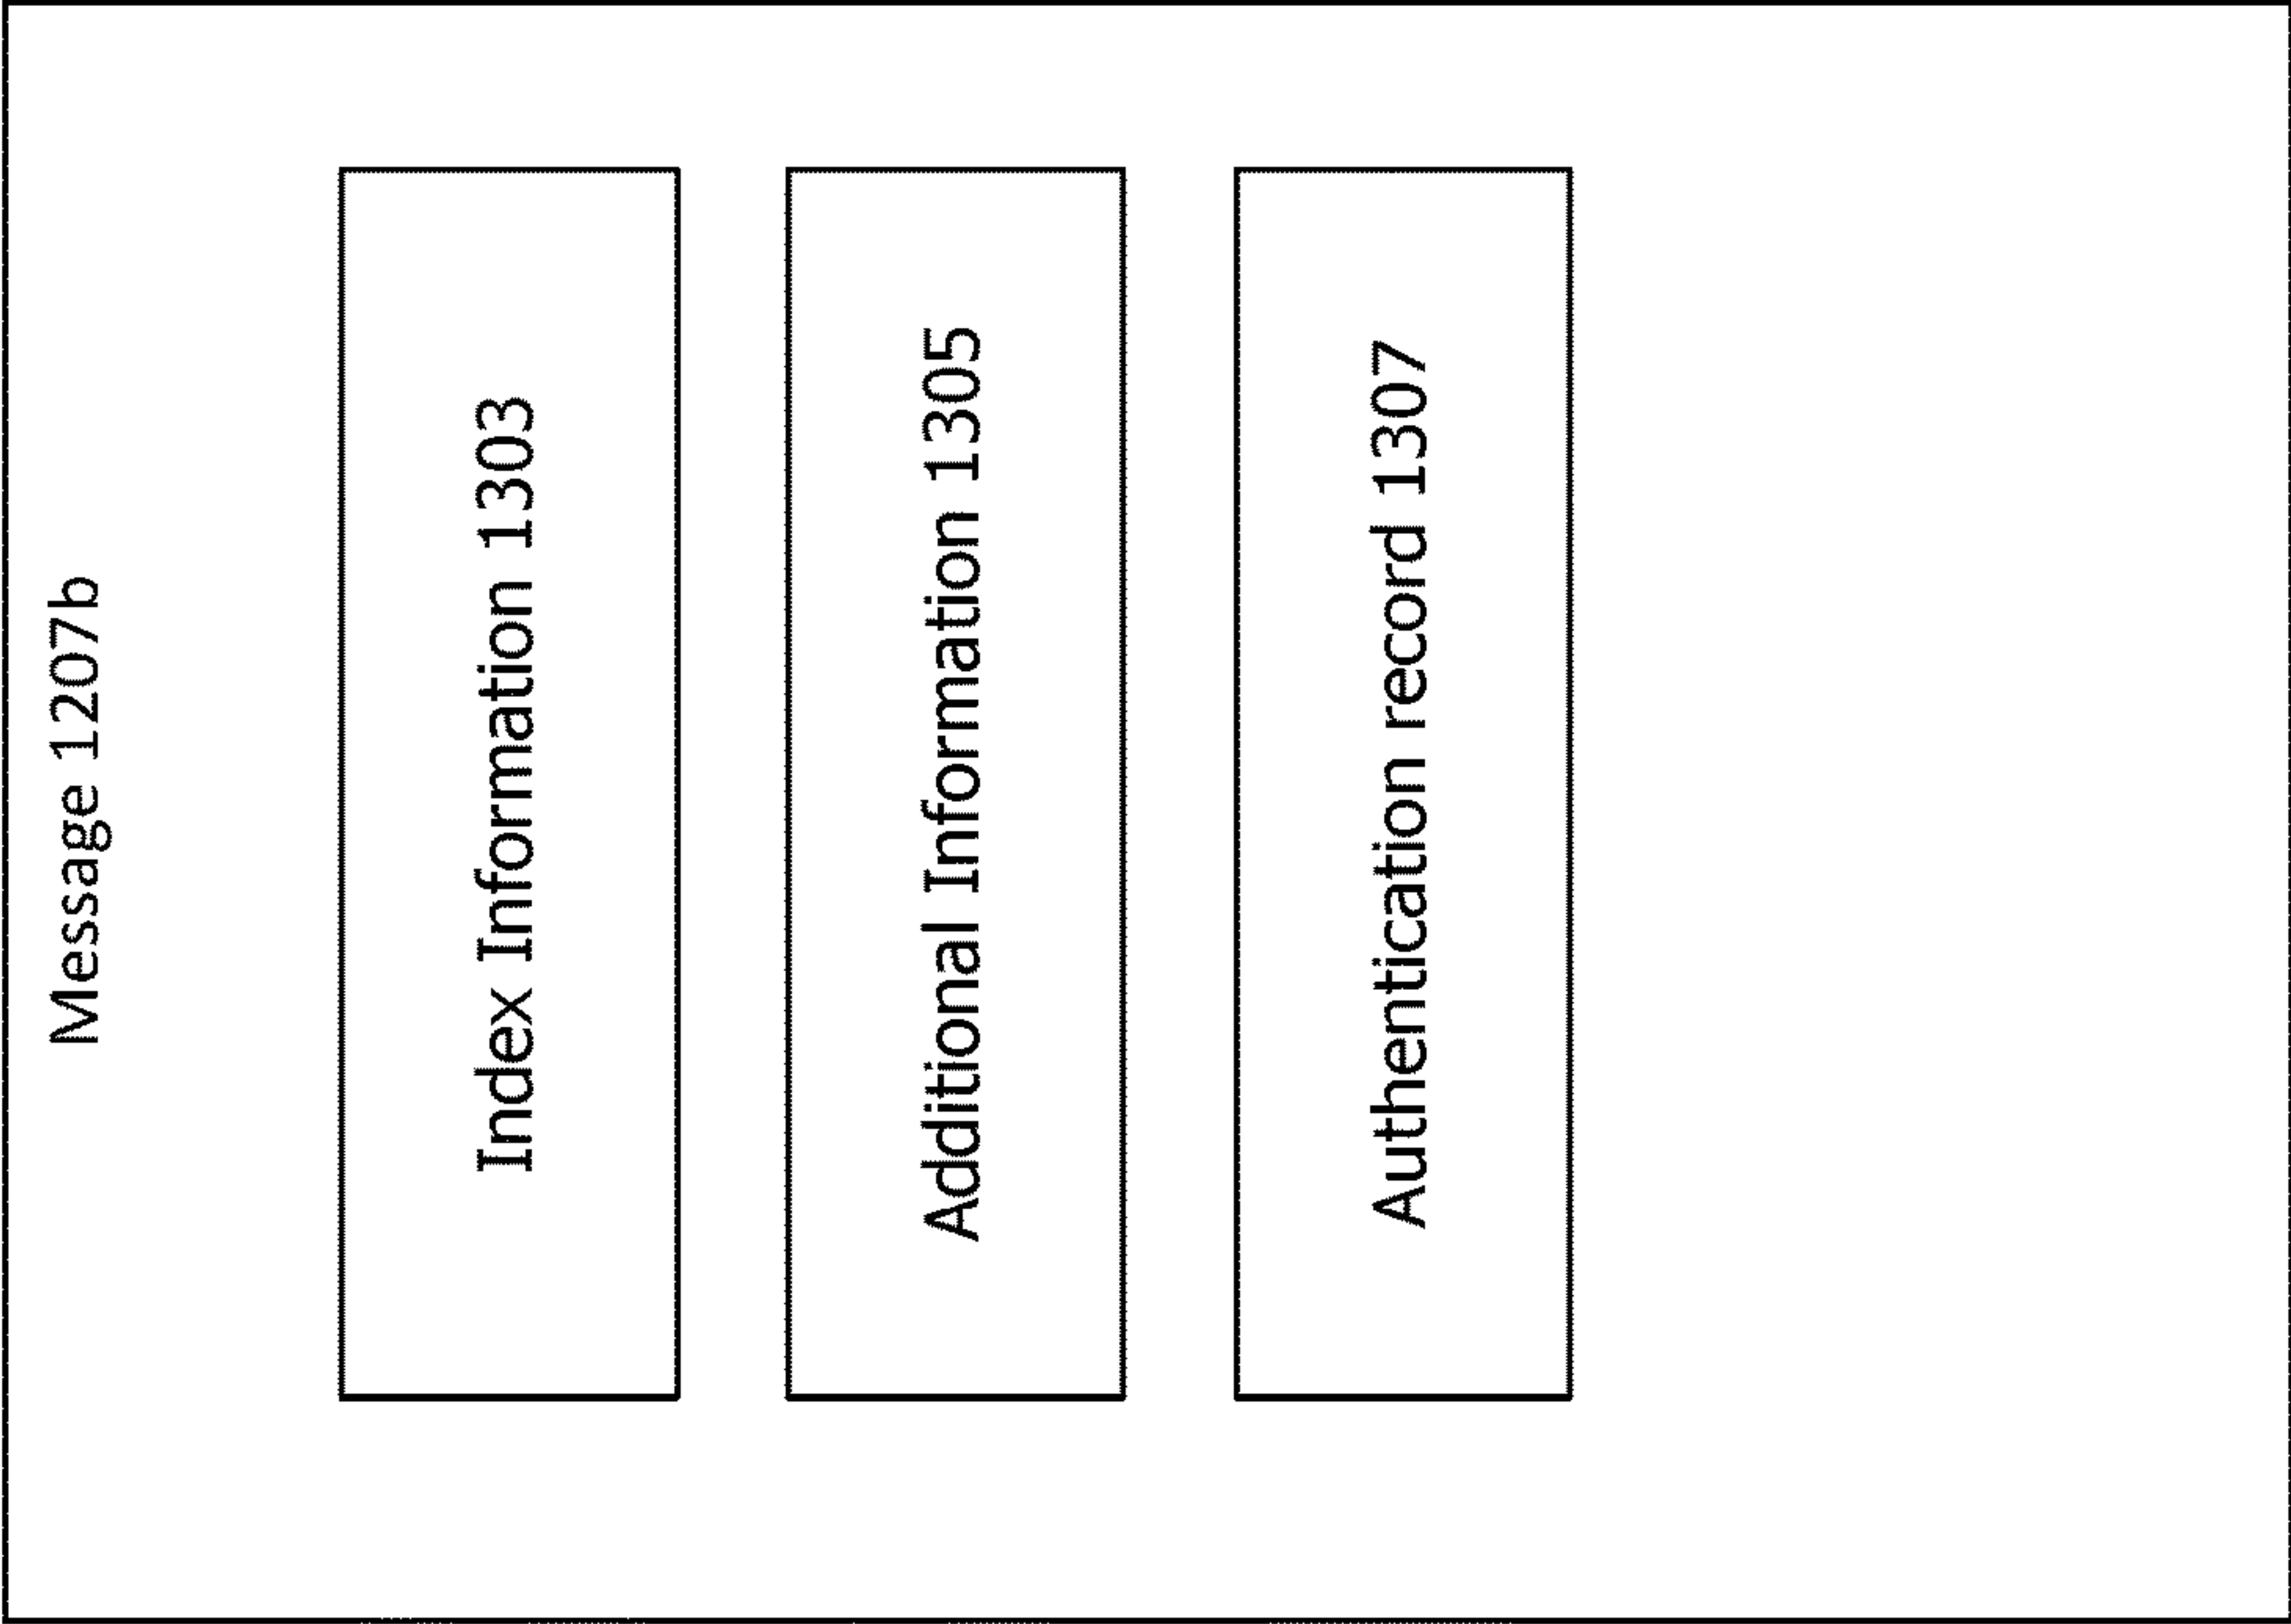 Message 1207b
Index Information 1303
Additional Information 1305
Authentication record 1307